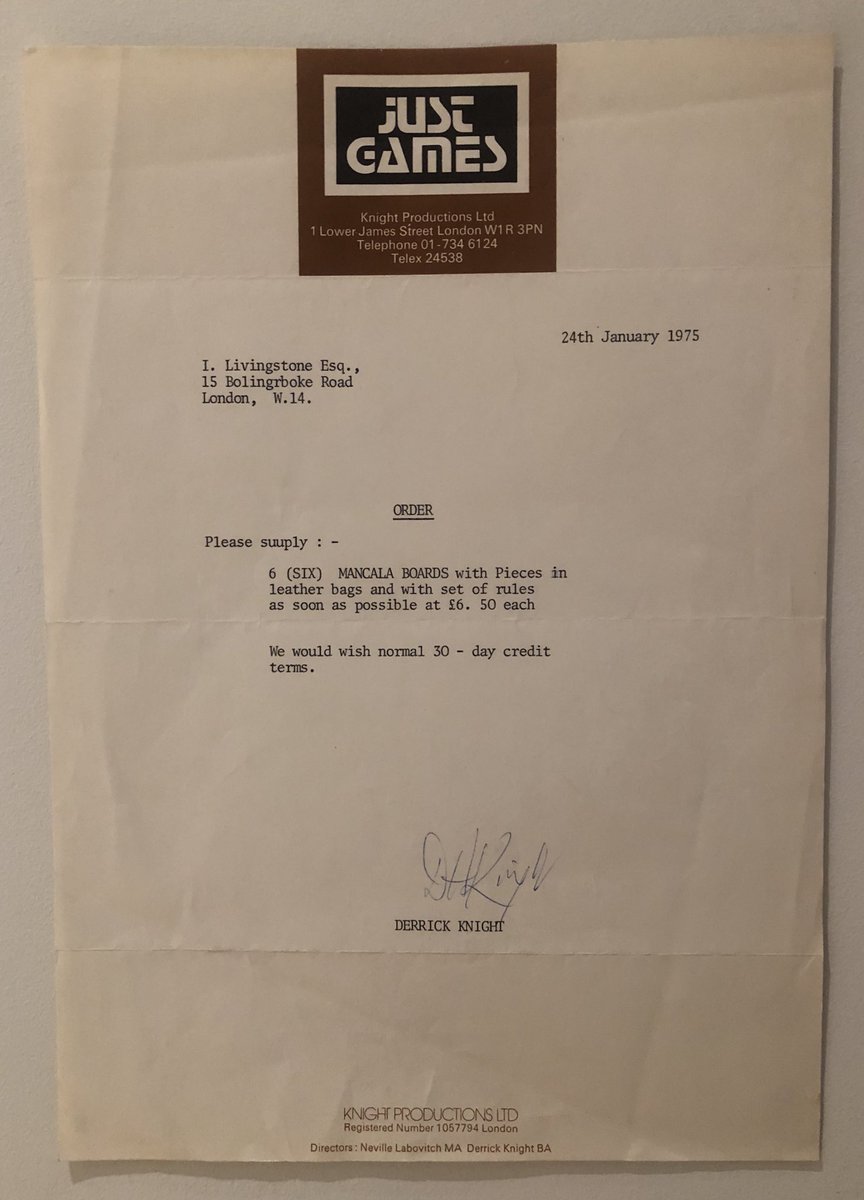 JUST
GAMES
Knight Productions Ltd
1 Lower James Street London W1R 3PN
Telephone 01-734 6124
Telex 24538
24th January 1975
I. Livingstone Esq.,
15 Bolingrboke Road
London, W.14.
ORDER
Please suuply : -
6 (SIX) MANCALA BOARDS with Pieces in
leather bags and with set of rules
as soon as possible at £6. 50 each
We would wish normal 30 - day credit
terms.
DHKnight
DERRICK KNIGHT
KNIGHT PRODUCTIONS LTD
Registered Number 1057794 London
Directors: Neville Labovitch MA Derrick Knight BA